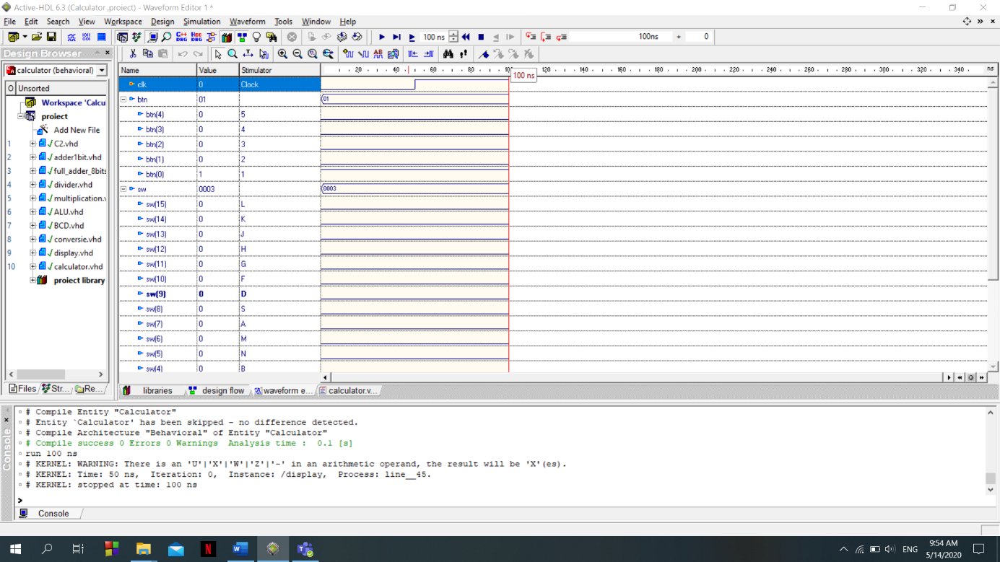 Active-HDL 6.3 (Calculator ,proiect) - Waveform Editor 1 *
File Edit Search View Workspace Design Simulation Waveform Tools Window Help
100 ns 100ns + 0
Design Browser
calculator (behavioral)
Name Value Stimulator 20 40 60 80 100 120 140 160 180 200 220 240 260 280 300 320 340 ns
100 ns
O Unsorted
Workspace 'Calcu
proiect
Add New File
1 C2.vhd
2 adder1bit.vhd
3 full_adder_8bits
4 divider.vhd
5 multiplication.v
6 ALU.vhd
7 BCD.vhd
8 conversie.vhd
9 display.vhd
10 calculator.vhd
proiect library
clk 0 Clock
btn 01 01
btn(4) 0 5
btn(3) 0 4
btn(2) 0 3
btn(1) 0 2
btn(0) 1 1
sw 0003 0003
sw(15) 0 L
sw(14) 0 K
sw(13) 0 J
sw(12) 0 H
sw(11) 0 G
sw(10) 0 F
sw(9) 0 D
sw(8) 0 S
sw(7) 0 A
sw(6) 0 M
sw(5) 0 N
sw(4) 0 B
Files Str... Re...
libraries design flow waveform e... calculator.v...
# Compile Entity "Calculator"
# Entity `Calculator' has been skipped - no difference detected.
# Compile Architecture "Behavioral" of Entity "Calculator"
# Compile success 0 Errors 0 Warnings Analysis time : 0.1 [s]
run 100 ns
# KERNEL: WARNING: There is an 'U'|'X'|'W'|'Z'|'-' in an arithmetic operand, the result will be 'X'(es).
# KERNEL: Time: 50 ns, Iteration: 0, Instance: /display, Process: line__45.
# KERNEL: stopped at time: 100 ns
>
Console
Console
ENG
9:54 AM
5/14/2020